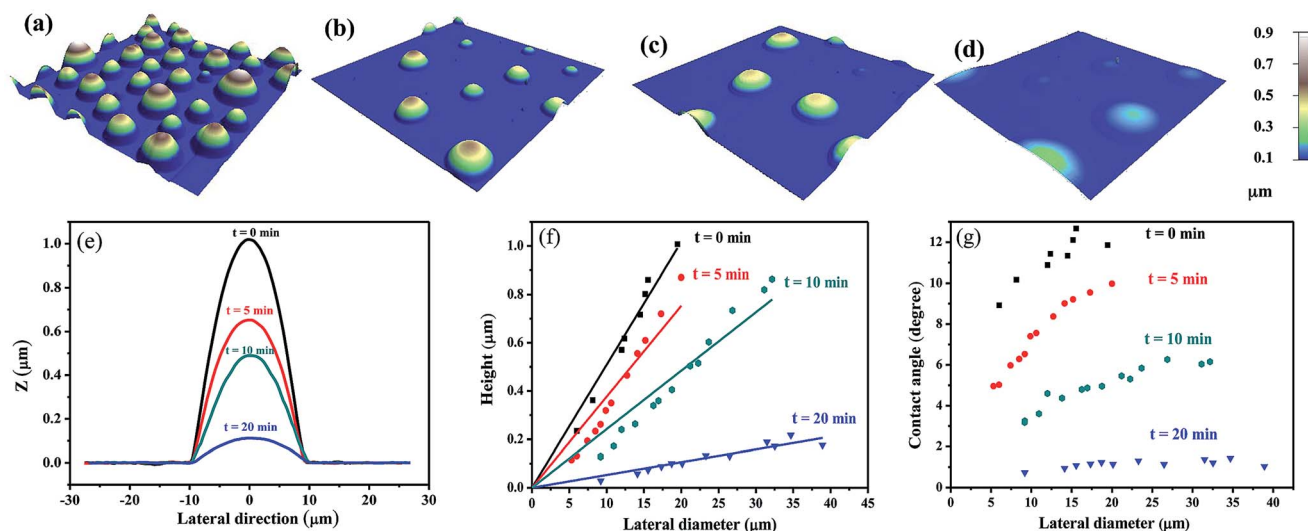 (a)
(b)
(c)
(d)
0.9
0.7
0.5
0.3
0.1
μm
(e)
t = 0 min
t = 5 min
t = 10 min
t = 20 min
1.0
0.8
0.6
0.4
0.2
0.0
Z (μm)
-30
-20
-10
0
10
20
30
Lateral direction (μm)
(f)
t = 0 min
t = 5 min
t = 10 min
t = 20 min
1.0
0.8
0.6
0.4
0.2
0.0
Height (μm)
0 5 10 15 20 25 30 35 40 45
Lateral diameter (μm)
(g)
t = 0 min
t = 5 min
t = 10 min
t = 20 min
12
10
8
6
4
2
0
Contact angle (degree)
0 5 10 15 20 25 30 35 40
Lateral diameter (μm)